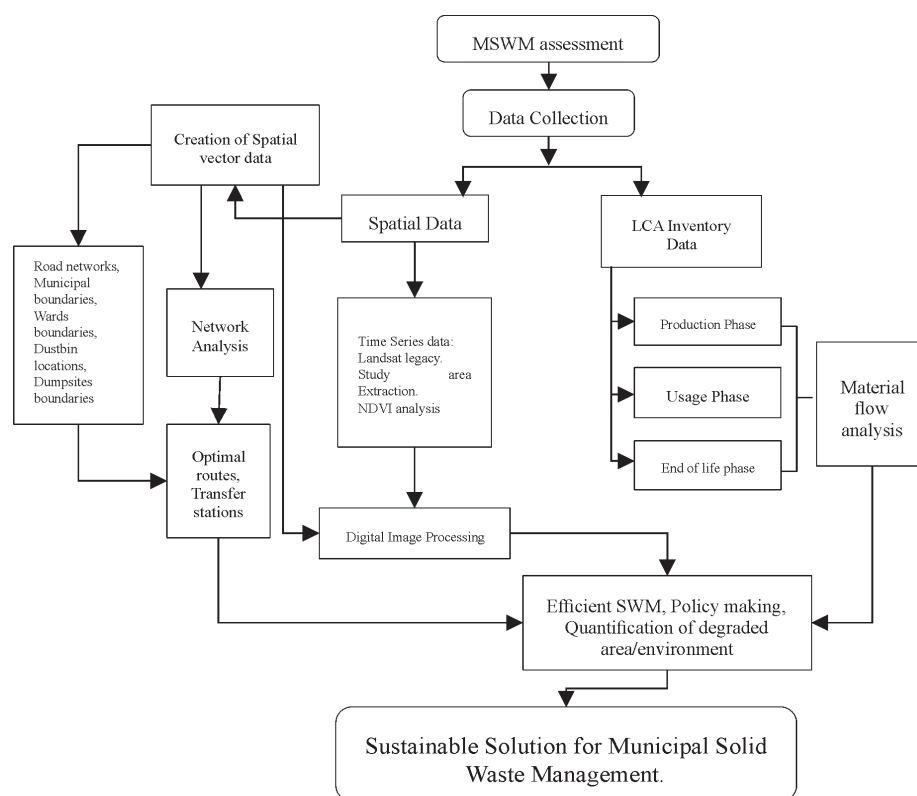 MSWM assessment
Data Collection
Creation of Spatial
vector data
Spatial Data
LCA Inventory
Data
Road networks,
Municipal
boundaries,
Wards
boundaries,
Dustbin
locations,
Dumpsites
boundaries
Network
Analysis
Time Series data:
Landsat legacy.
Study area
Extraction.
NDVI analysis
Production Phase
Usage Phase
End of life phase
Material
flow
analysis
Optimal
routes,
Transfer
stations
Digital Image Processing
Efficient SWM, Policy making,
Quantification of degraded
area/environment
Sustainable Solution for Municipal Solid
Waste Management.